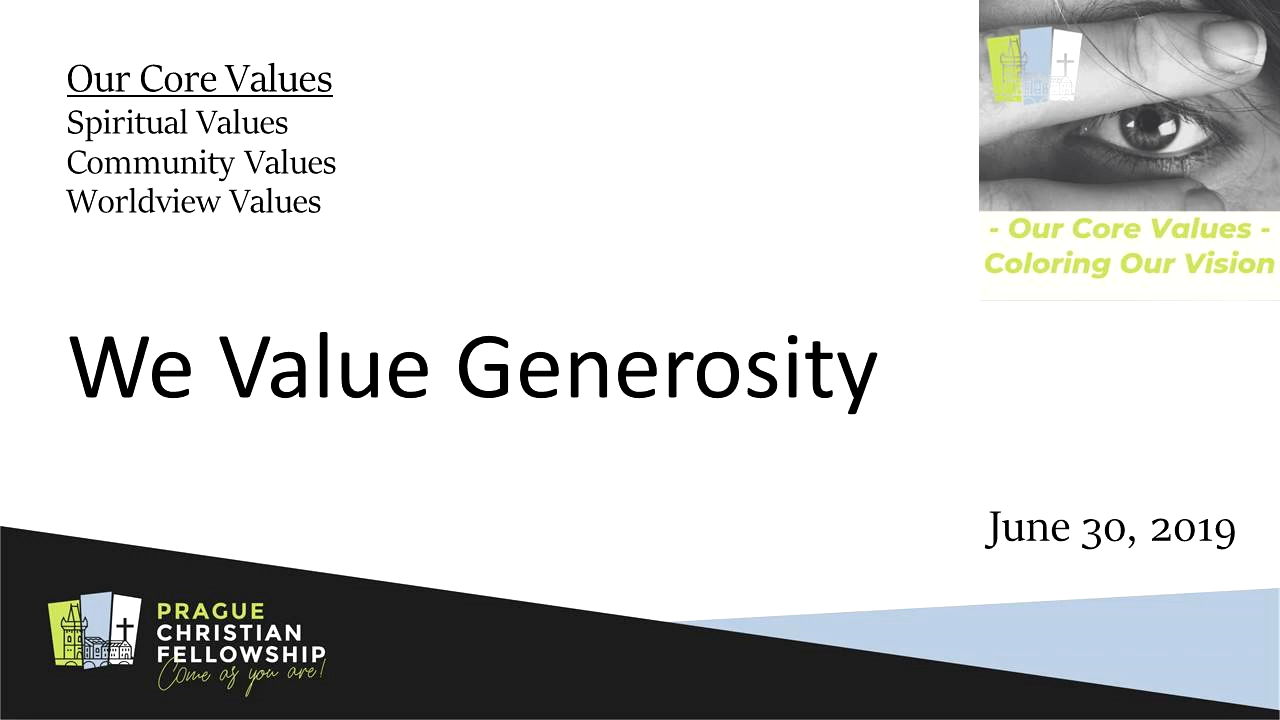 Our Core Values
Spiritual Values
Community Values
Worldview Values
- Our Core Values -
Coloring Our Vision
We Value Generosity
June 30, 2019
PRAGUE
CHRISTIAN
FELLOWSHIP
Come as you are!